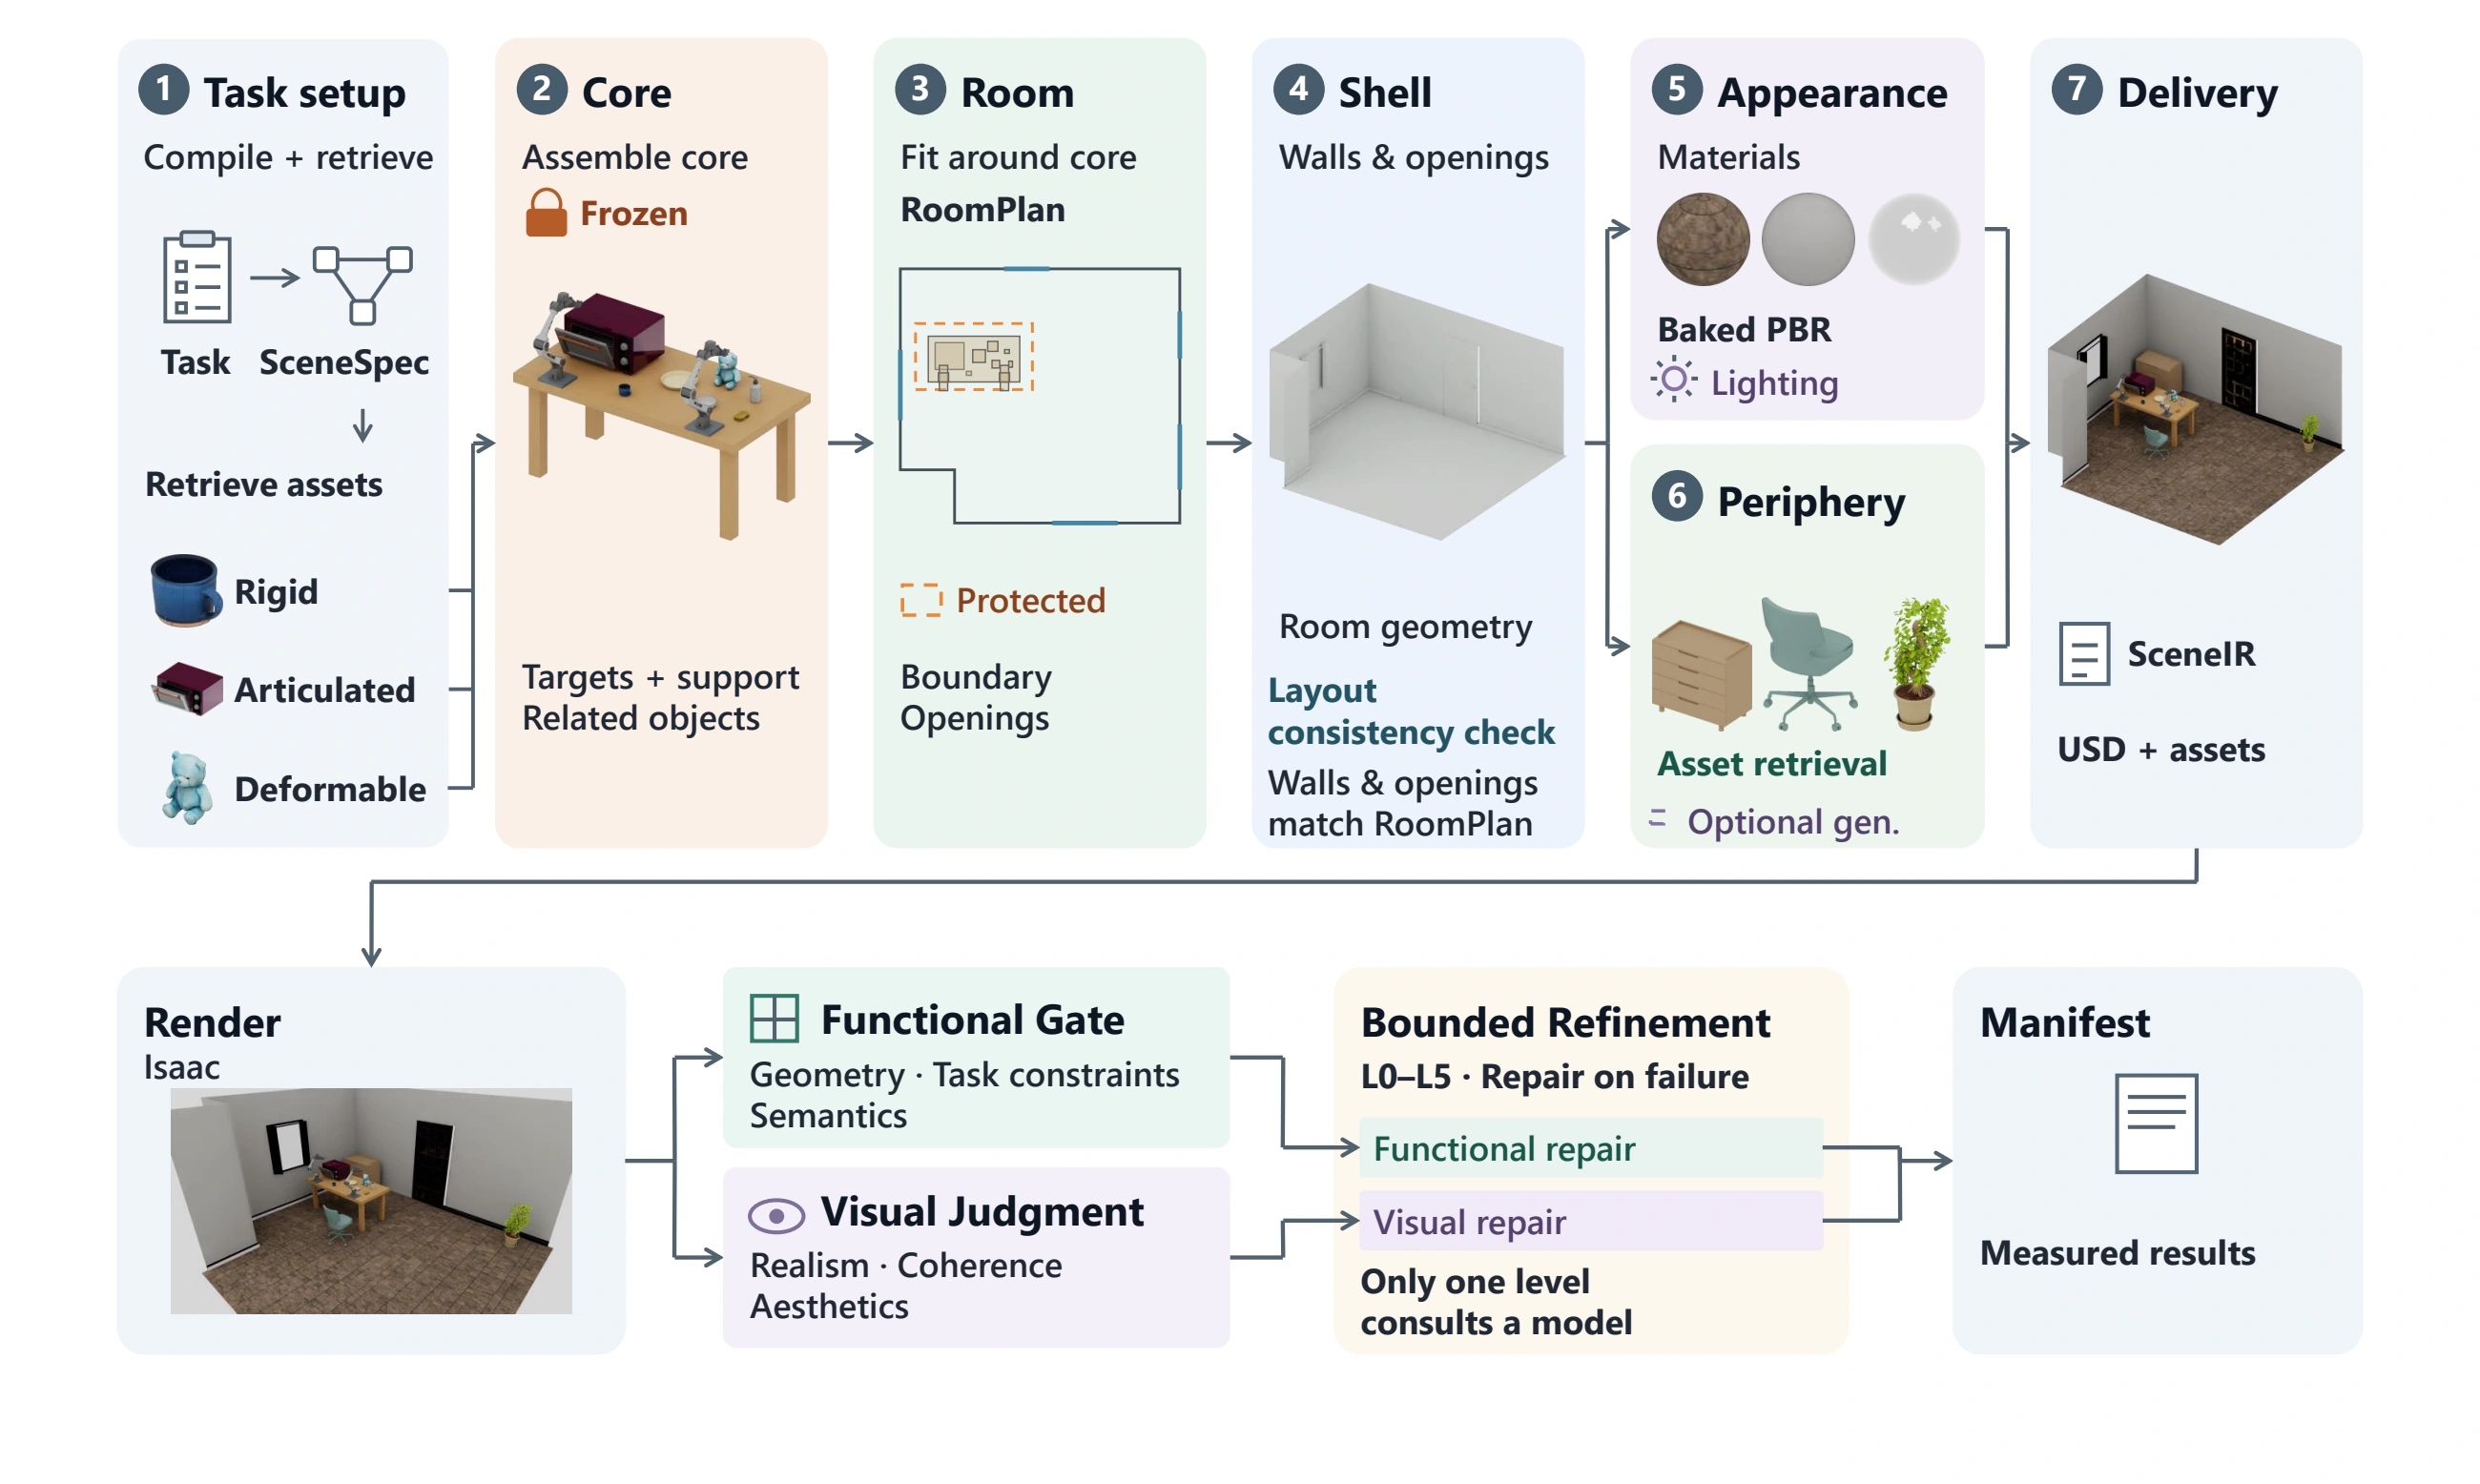 1 Task setup
Compile + retrieve
Task SceneSpec
Retrieve assets
Rigid
Articulated
Deformable
2 Core
Assemble core
Frozen
Targets + support
Related objects
3 Room
Fit around core
RoomPlan
Protected
Boundary
Openings
4 Shell
Walls & openings
Room geometry
Layout
consistency check
Walls & openings
match RoomPlan
5 Appearance
Materials
Baked PBR
Lighting
6 Periphery
Asset retrieval
Optional gen.
7 Delivery
SceneIR
USD + assets
Render
Isaac
Functional Gate
Geometry · Task constraints
Semantics
Visual Judgment
Realism · Coherence
Aesthetics
Bounded Refinement
L0–L5 · Repair on failure
Functional repair
Visual repair
Only one level
consults a model
Manifest
Measured results